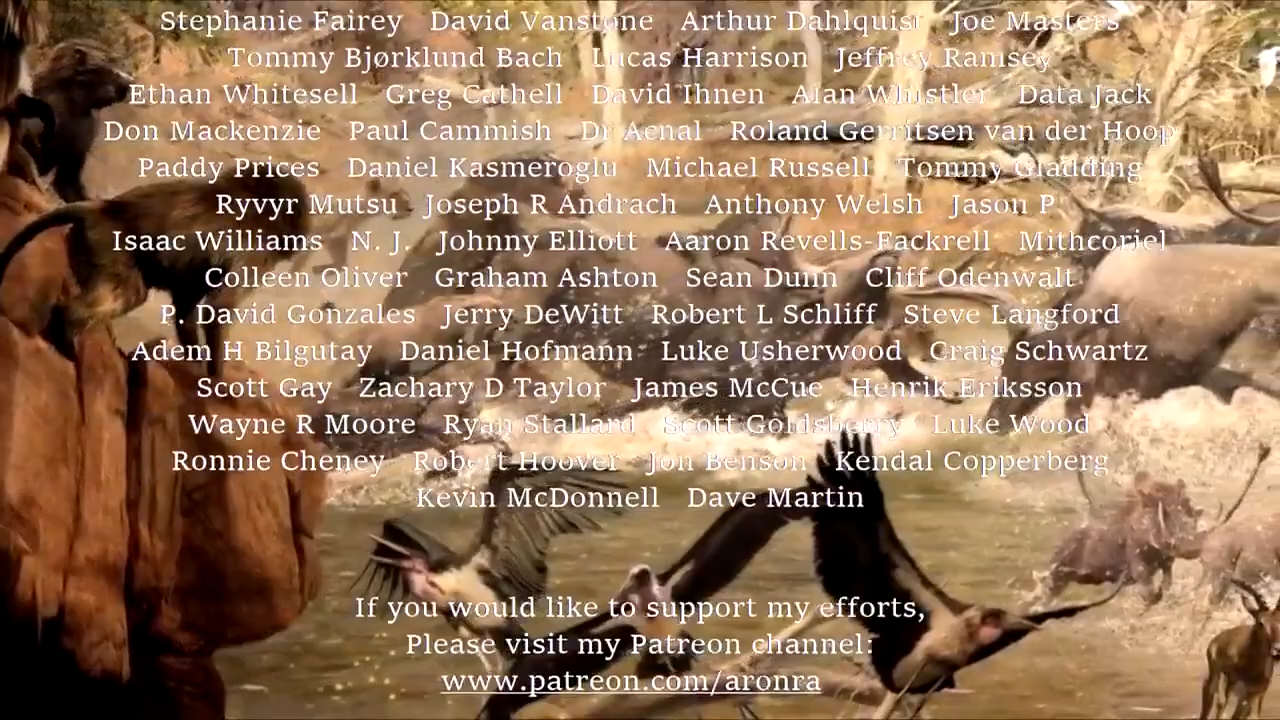 Stephanie Fairey David Vanstone Arthur Dahlquist Joe Masters
Tommy Bjørklund Bach Lucas Harrison Jeffrey Ramsey
Ethan Whitesell Greg Cathell David Ihnen Alan Whistler Data Jack
Don Mackenzie Paul Cammish Dr Aenal Roland Gerritsen van der Hoop
Paddy Prices Daniel Kasmeroglu Michael Russell Tommy Gladding
Ryvyr Mutsu Joseph R Andrach Anthony Welsh Jason P
Isaac Williams N. J. Johnny Elliott Aaron Revells-Fackrell Mithcoriel
Colleen Oliver Graham Ashton Sean Dunn Cliff Odenwalt
P. David Gonzales Jerry DeWitt Robert L Schliff Steve Langford
Adem H Bilgutay Daniel Hofmann Luke Usherwood Craig Schwartz
Scott Gay Zachary D Taylor James McCue Henrik Eriksson
Wayne R Moore Ryan Stallard Scott Goldsberry Luke Wood
Ronnie Cheney Robert Hoover Jon Benson Kendal Copperberg
Kevin McDonnell Dave Martin
If you would like to support my efforts,
Please visit my Patreon channel:
www.patreon.com/aronra